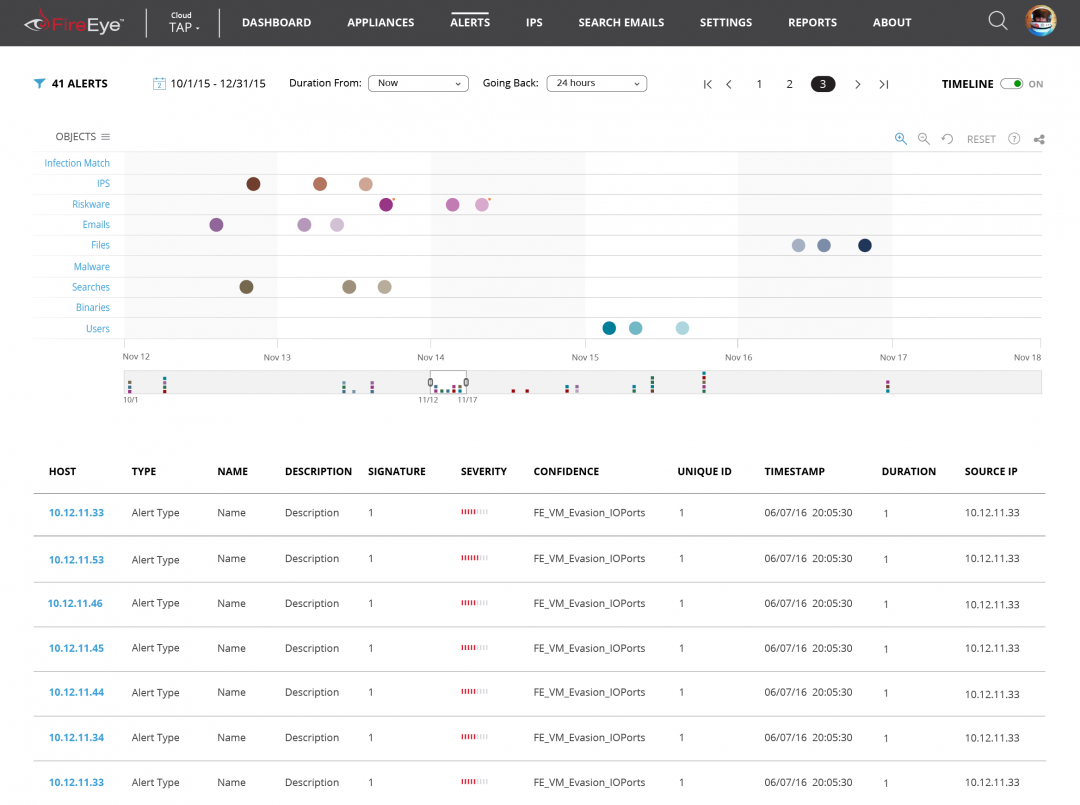 FireEye™
Cloud
TAP
DASHBOARD APPLIANCES ALERTS IPS SEARCH EMAILS SETTINGS REPORTS ABOUT
41 ALERTS 10/1/15 - 12/31/15 Duration From: Now Going Back: 24 hours 1 2 3 TIMELINE ON
OBJECTS RESET ?
Infection Match
IPS
Riskware
Emails
Files
Malware
Searches
Binaries
Users
Nov 12 Nov 13 Nov 14 Nov 15 Nov 16 Nov 17 Nov 18
10/1 11/12 11/17
HOST TYPE NAME DESCRIPTION SIGNATURE SEVERITY CONFIDENCE UNIQUE ID TIMESTAMP DURATION SOURCE IP
10.12.11.33 Alert Type Name Description 1 FE_VM_Evasion_IOPorts 1 06/07/16 20:05:30 1 10.12.11.33
10.12.11.53 Alert Type Name Description 1 FE_VM_Evasion_IOPorts 1 06/07/16 20:05:30 1 10.12.11.33
10.12.11.46 Alert Type Name Description 1 FE_VM_Evasion_IOPorts 1 06/07/16 20:05:30 1 10.12.11.33
10.12.11.45 Alert Type Name Description 1 FE_VM_Evasion_IOPorts 1 06/07/16 20:05:30 1 10.12.11.33
10.12.11.44 Alert Type Name Description 1 FE_VM_Evasion_IOPorts 1 06/07/16 20:05:30 1 10.12.11.33
10.12.11.34 Alert Type Name Description 1 FE_VM_Evasion_IOPorts 1 06/07/16 20:05:30 1 10.12.11.33
10.12.11.33 Alert Type Name Description 1 FE_VM_Evasion_IOPorts 1 06/07/16 20:05:30 1 10.12.11.33